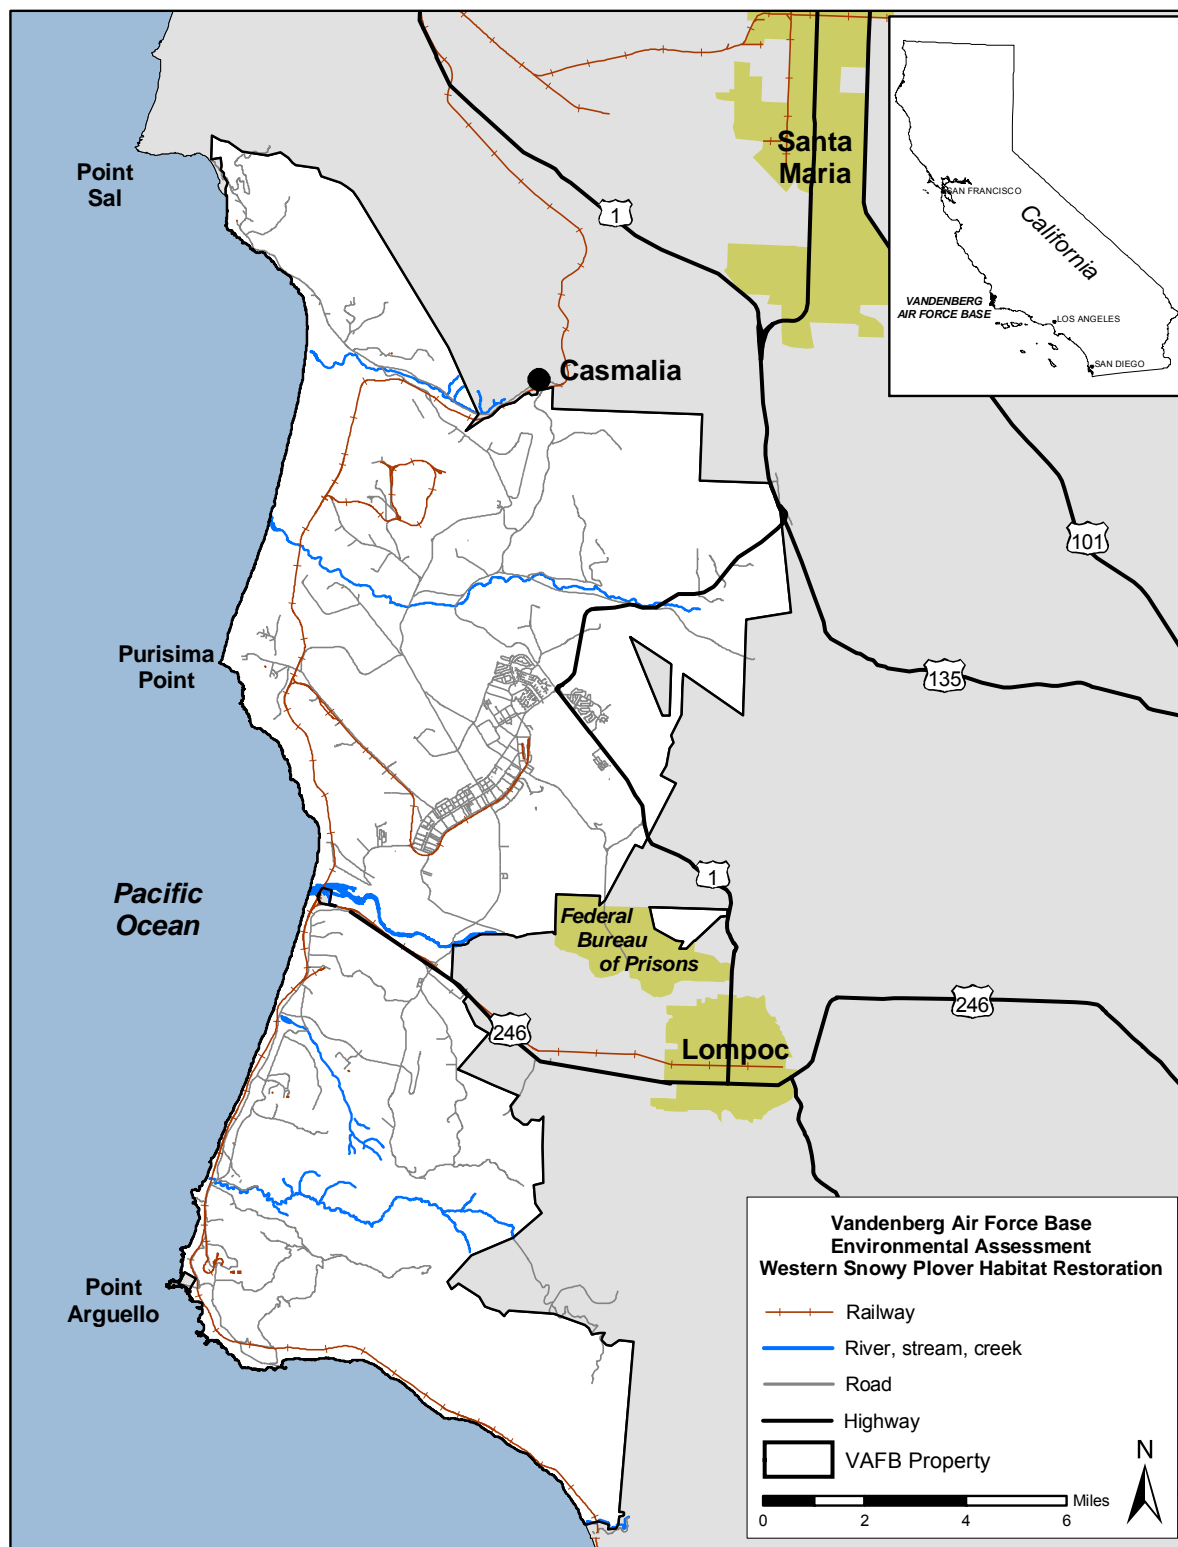 Santa
Maria
Point
Sal
1
SAN FRANCISCO
California
VANDENBERG
AIR FORCE BASE
LOS ANGELES
SAN DIEGO
Casmalia
101
Purisima
Point
135
Pacific
Ocean
1
Federal
Bureau
of Prisons
246
246
Lompoc
Point
Arguello
Vandenberg Air Force Base
Environmental Assessment
Western Snowy Plover Habitat Restoration
Railway
River, stream, creek
Road
Highway
VAFB Property
N
Miles
0 2 4 6